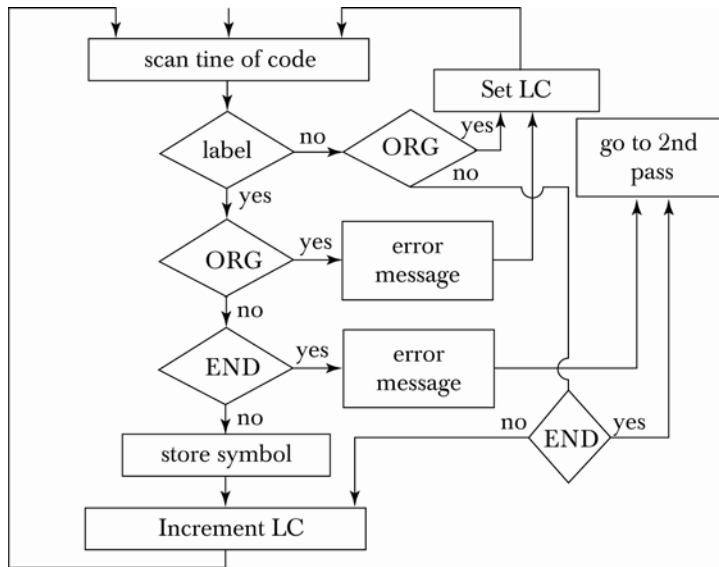 scan tine of code
Set LC
label
no
ORG
yes
no
go to 2nd
pass
yes
ORG
yes
error
message
no
END
yes
error
message
no
no
END
yes
store symbol
Increment LC